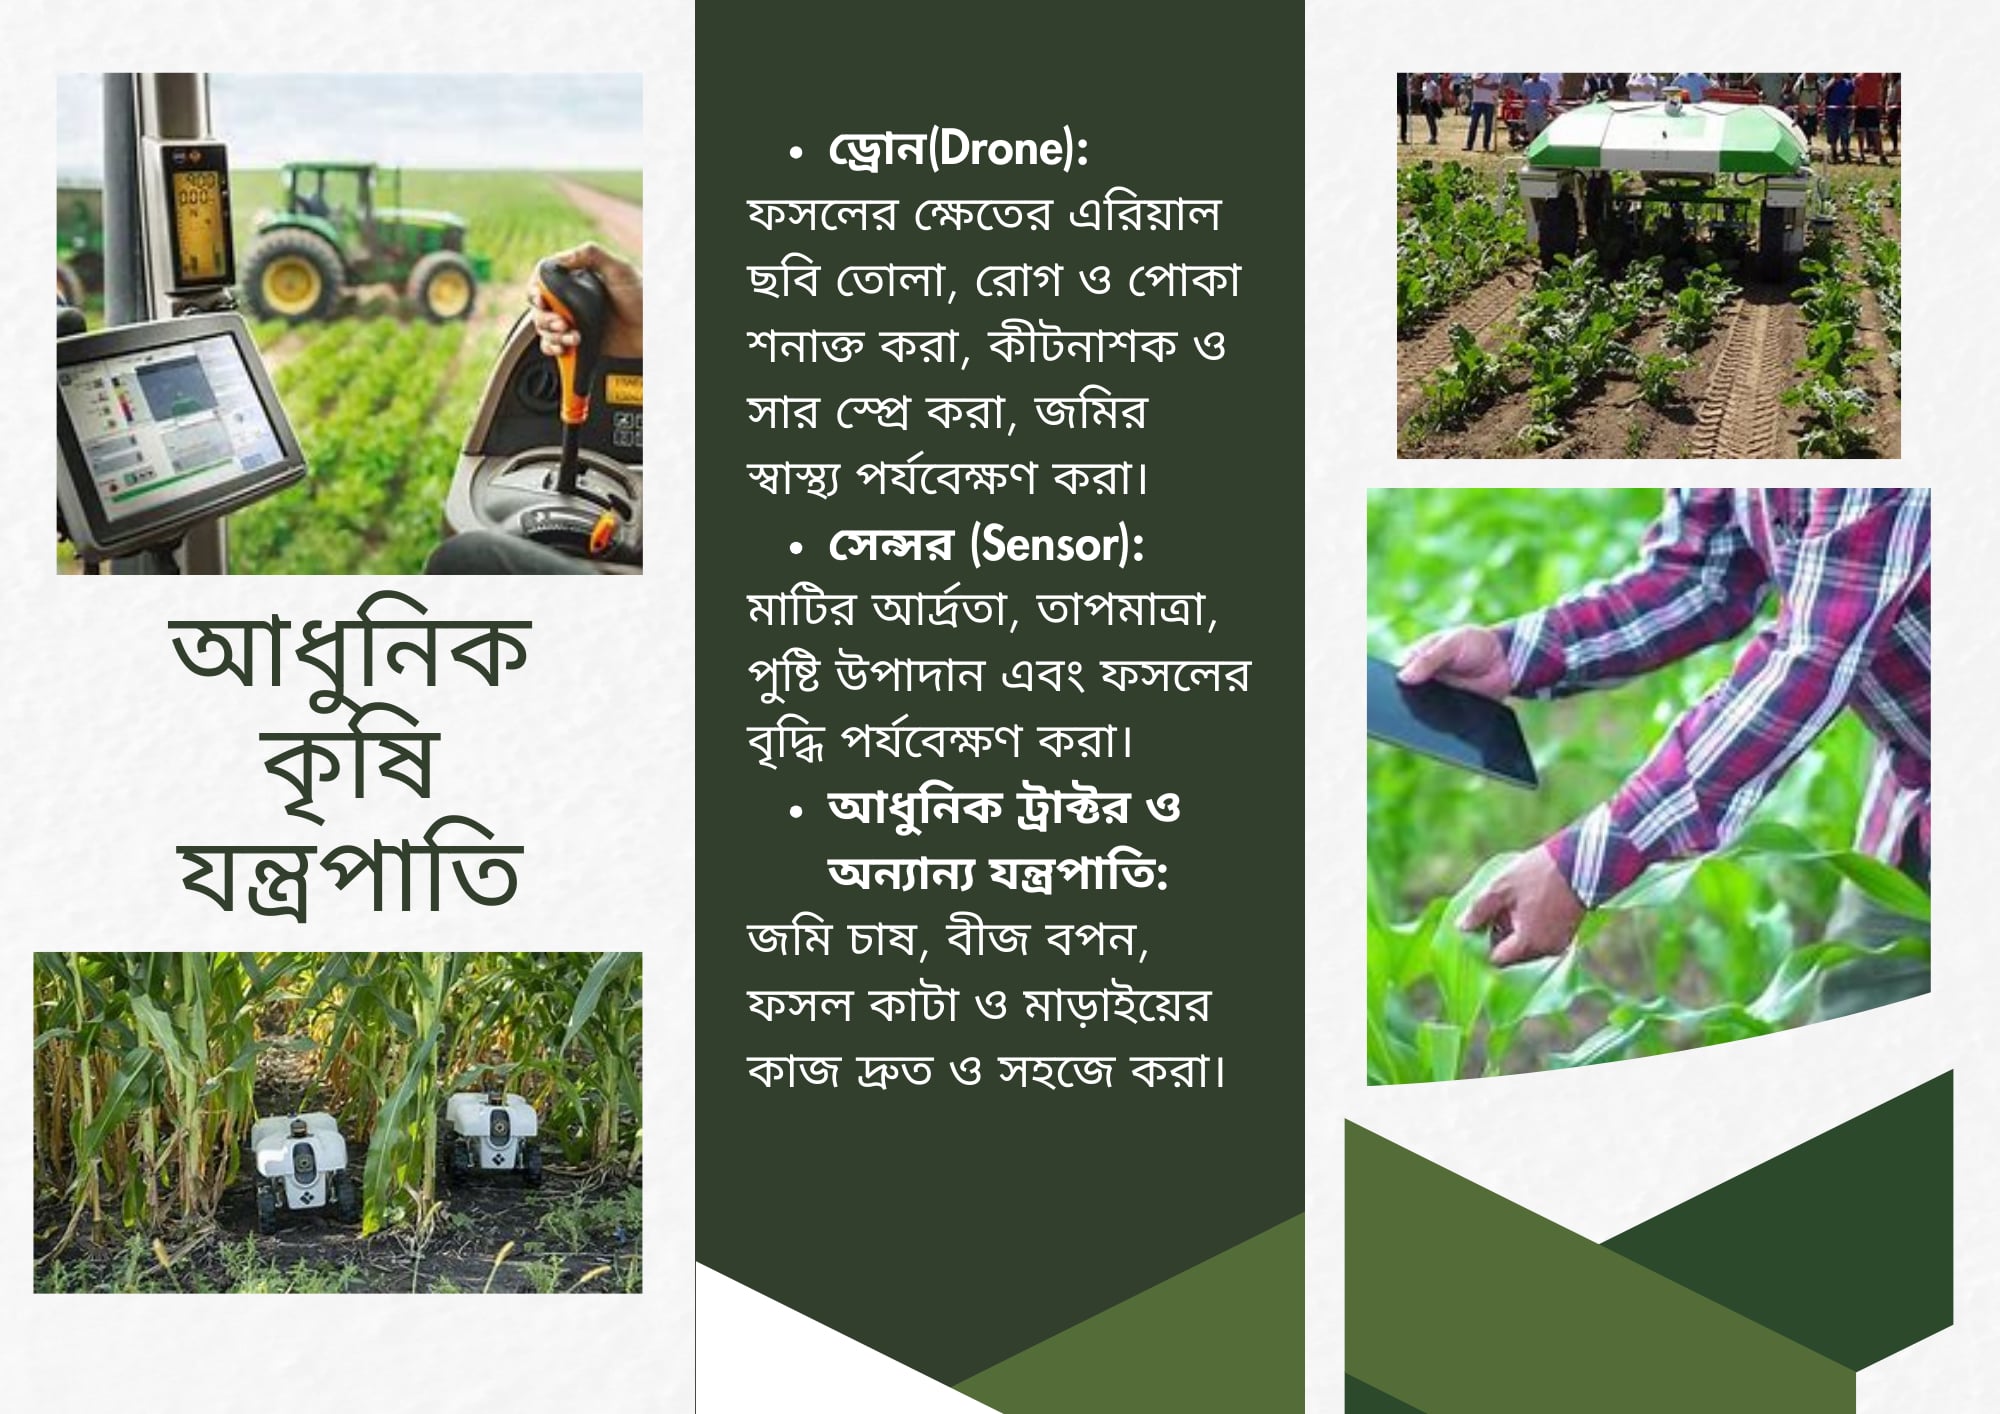 আধুনিক
কৃষি
যন্ত্রপাতি
• ড্রোন(Drone):
ফসলের ক্ষেতের এরিয়াল
ছবি তোলা, রোগ ও পোকা
শনাক্ত করা, কীটনাশক ও
সার স্প্রে করা, জমির
স্বাস্থ্য পর্যবেক্ষণ করা।
• সেন্সর (Sensor):
মাটির আর্দ্রতা, তাপমাত্রা,
পুষ্টি উপাদান এবং ফসলের
বৃদ্ধি পর্যবেক্ষণ করা।
• আধুনিক ট্রাক্টর ও
অন্যান্য যন্ত্রপাতি:
জমি চাষ, বীজ বপন,
ফসল কাটা ও মাড়াইয়ের
কাজ দ্রুত ও সহজে করা।